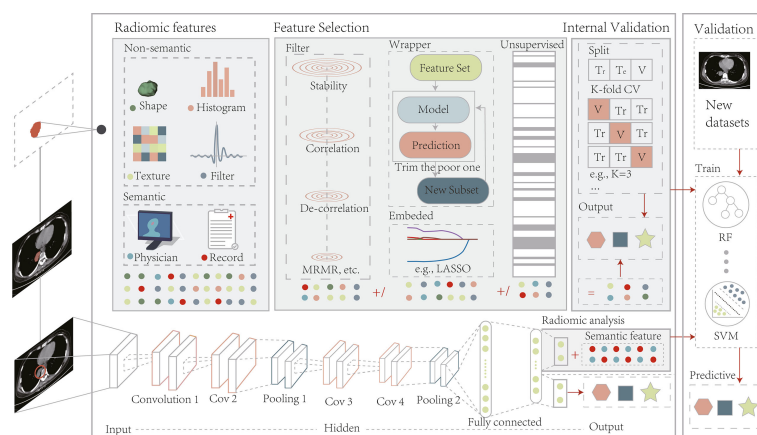 Radiomic features
Non-semantic
Shape
Histogram
Texture
Filter
Semantic
Physician
Record
Feature Selection
Filter
Stability
Correlation
De-correlation
MRMR, etc.
+/
Wrapper
Feature Set
Model
Prediction
Trim the poor one
New Subset
Embeded
e.g., LASSO
+/
Unsupervised
Internal Validation
Split
Tr Te V
K-fold CV
V Tr Tr
Tr V Tr
Tr Tr V
e.g., K=3
...
Output
=
Validation
New
datasets
Train
RF
SVM
Predictive
Convolution 1
Cov 2
Pooling 1
Cov 3
Cov 4
Pooling 2
Fully connected
Radiomic analysis
Semantic feature
+
Input
Hidden
Output